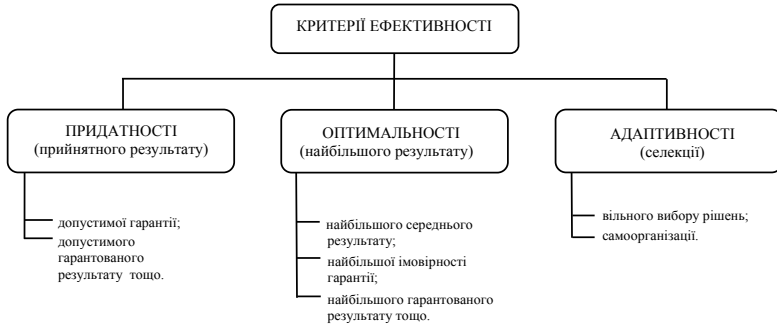 КРИТЕРІЇ ЕФЕКТИВНОСТІ
ПРИДАТНОСТІ
(прийнятного результату)
допустимої гарантії;
допустимого
гарантованого
результату тощо.
ОПТИМАЛЬНОСТІ
(найбільшого результату)
найбільшого середнього
результату;
найбільшої імовірності
гарантії;
найбільшого гарантованого
результату тощо.
АДАПТИВНОСТІ
(селекції)
вільного вибору рішень;
самоорганізації.